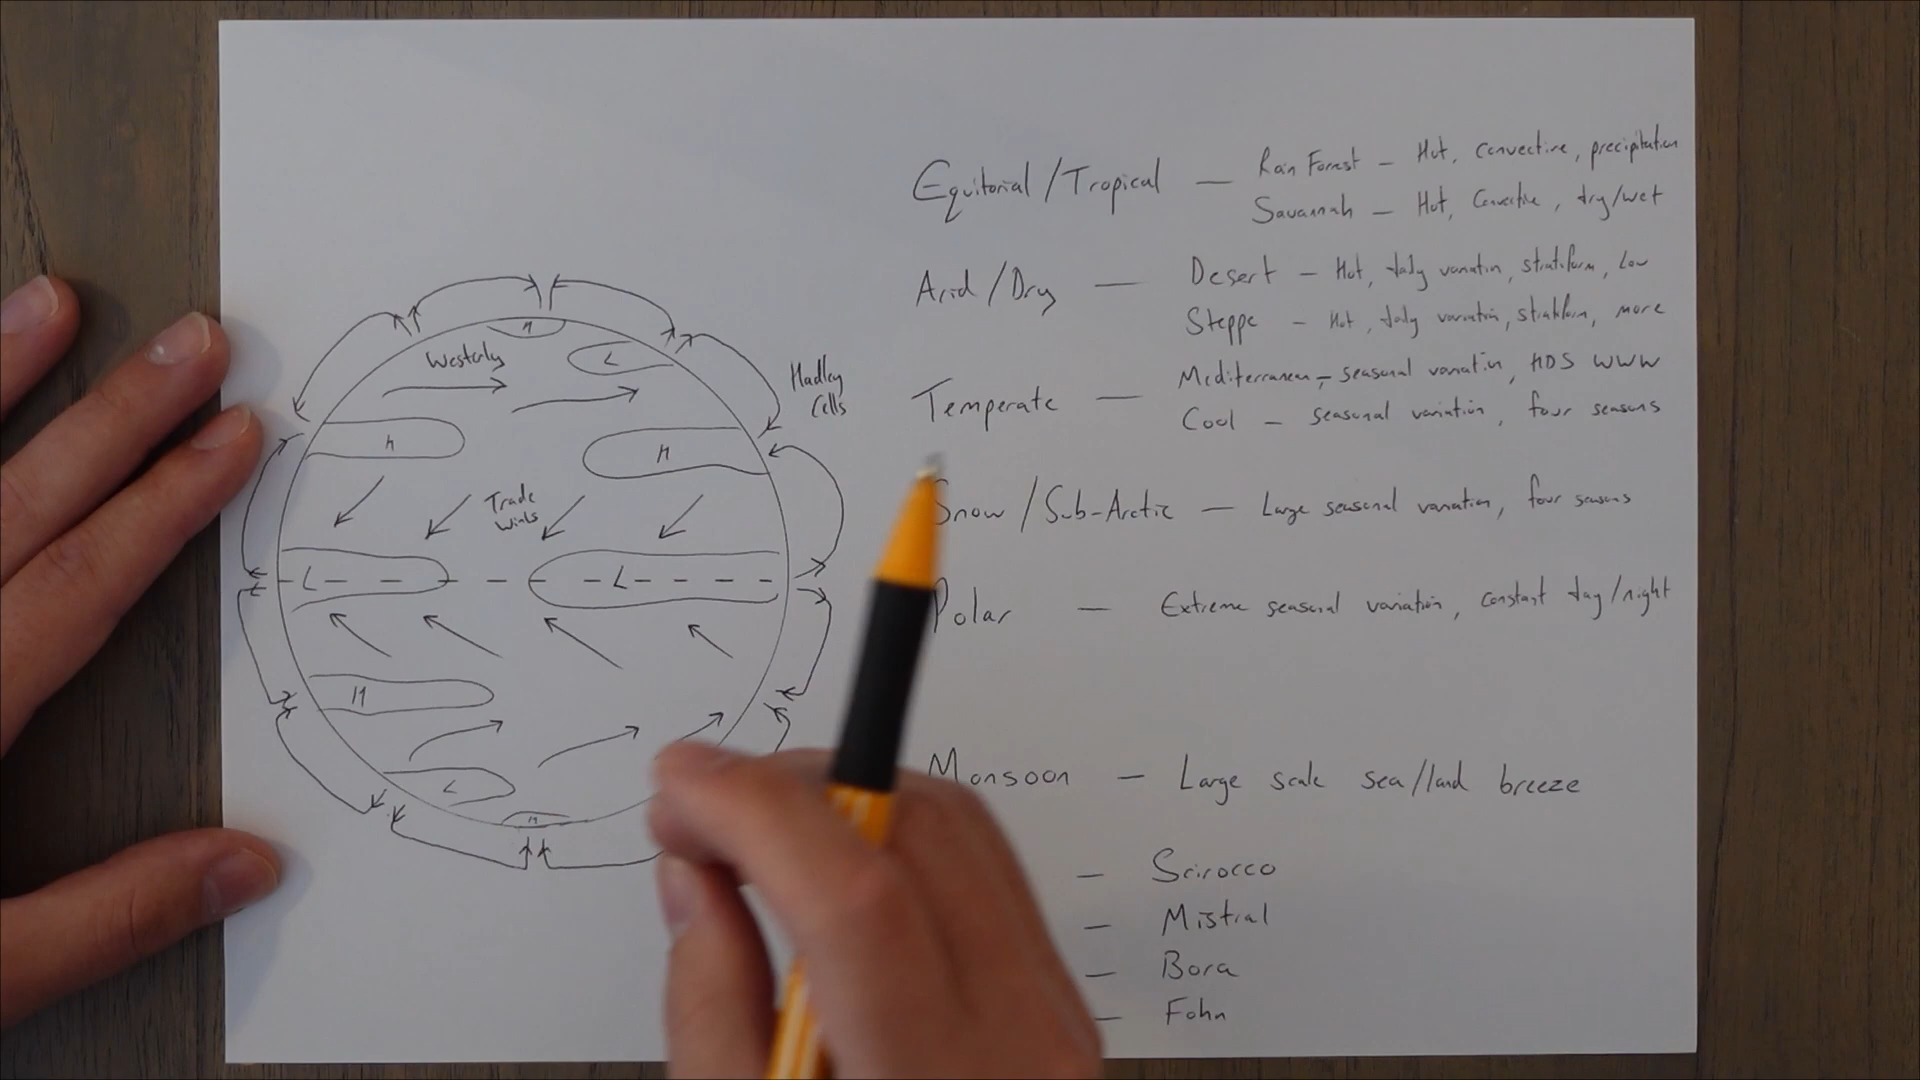 Westerly
H
L
Hadley
Cells
H
H
Trade
winds
L
L
H
L
H
Equitorial / Tropical — Rain Forrest — Hot, convective, precipitation
Savannah — Hot, Convective, dry/wet
Arid / Dry — Desert — Hot, daily variation, stratiform, Low
Steppe — Hot, daily variation, stratiform, more
Temperate — Mediterranean — seasonal variation, HDS WWW
Cool — seasonal variation, four seasons
Snow / Sub-Arctic — Large seasonal variation, four seasons
Polar — Extreme seasonal variation, constant day/night
Monsoon — Large scale sea/land breeze
— Scirocco
— Mistral
— Bora
— Fohn